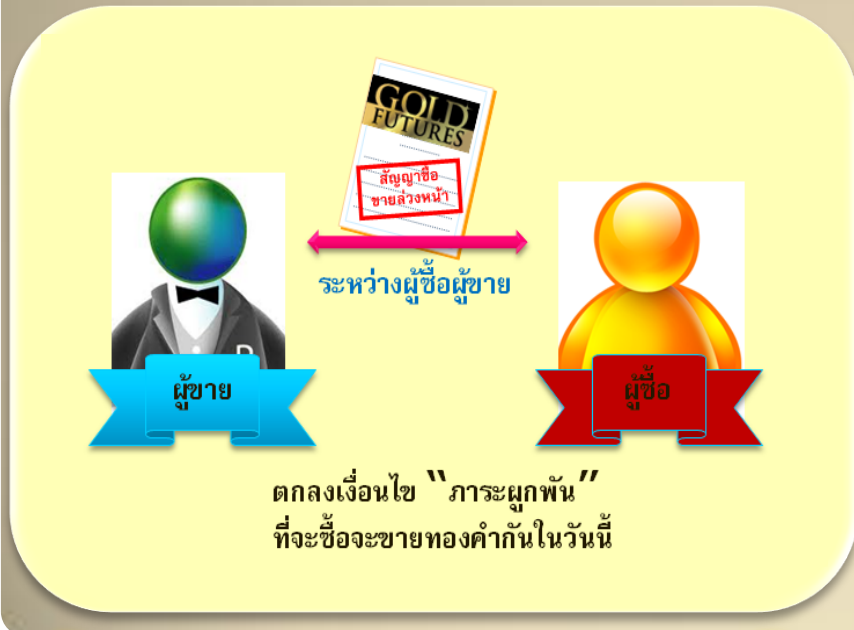 GOLD
FUTURES
สัญญาซื้อ
ขายล่วงหน้า
ระหว่างผู้ซื้อผู้ขาย
ผู้ขาย
ผู้ซื้อ
ตกลงเงื่อนไข “ภาระผูกพัน”
ที่จะซื้อจะขายทองคำกันในวันนี้